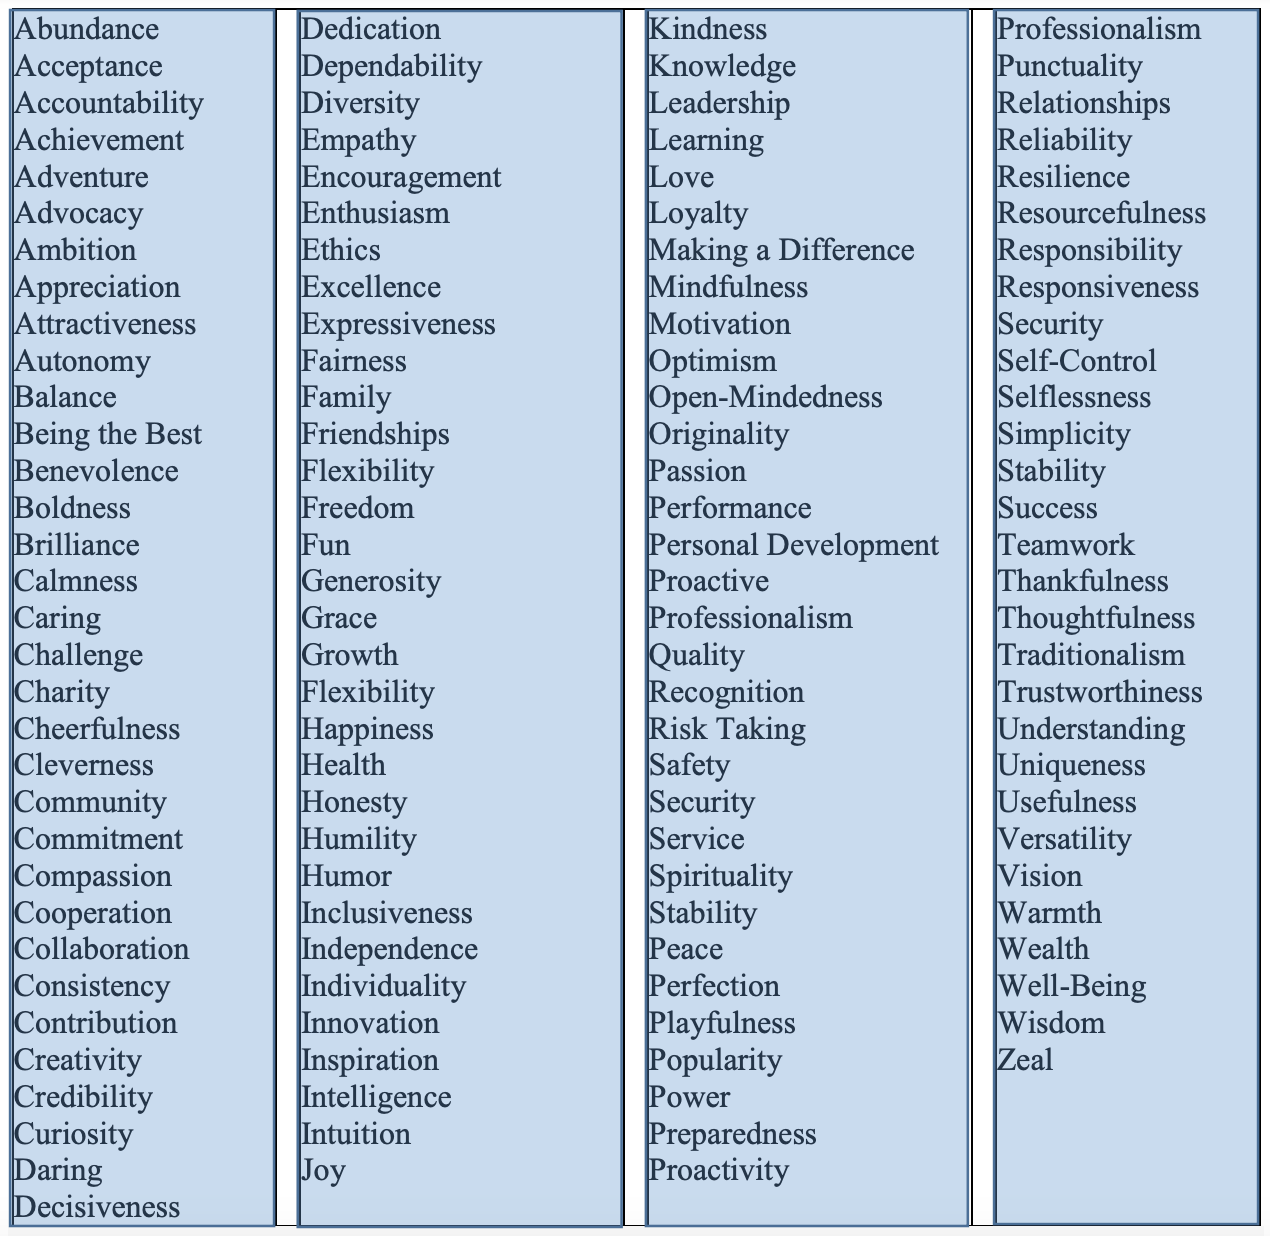 Abundance
Acceptance
Accountability
Achievement
Adventure
Advocacy
Ambition
Appreciation
Attractiveness
Autonomy
Balance
Being the Best
Benevolence
Boldness
Brilliance
Calmness
Caring
Challenge
Charity
Cheerfulness
Cleverness
Community
Commitment
Compassion
Cooperation
Collaboration
Consistency
Contribution
Creativity
Credibility
Curiosity
Daring
Decisiveness
Dedication
Dependability
Diversity
Empathy
Encouragement
Enthusiasm
Ethics
Excellence
Expressiveness
Fairness
Family
Friendships
Flexibility
Freedom
Fun
Generosity
Grace
Growth
Flexibility
Happiness
Health
Honesty
Humility
Humor
Inclusiveness
Independence
Individuality
Innovation
Inspiration
Intelligence
Intuition
Joy
Kindness
Knowledge
Leadership
Learning
Love
Loyalty
Making a Difference
Mindfulness
Motivation
Optimism
Open-Mindedness
Originality
Passion
Performance
Personal Development
Proactive
Professionalism
Quality
Recognition
Risk Taking
Safety
Security
Service
Spirituality
Stability
Peace
Perfection
Playfulness
Popularity
Power
Preparedness
Proactivity
Professionalism
Punctuality
Relationships
Reliability
Resilience
Resourcefulness
Responsibility
Responsiveness
Security
Self-Control
Selflessness
Simplicity
Stability
Success
Teamwork
Thankfulness
Thoughtfulness
Traditionalism
Trustworthiness
Understanding
Uniqueness
Usefulness
Versatility
Vision
Warmth
Wealth
Well-Being
Wisdom
Zeal